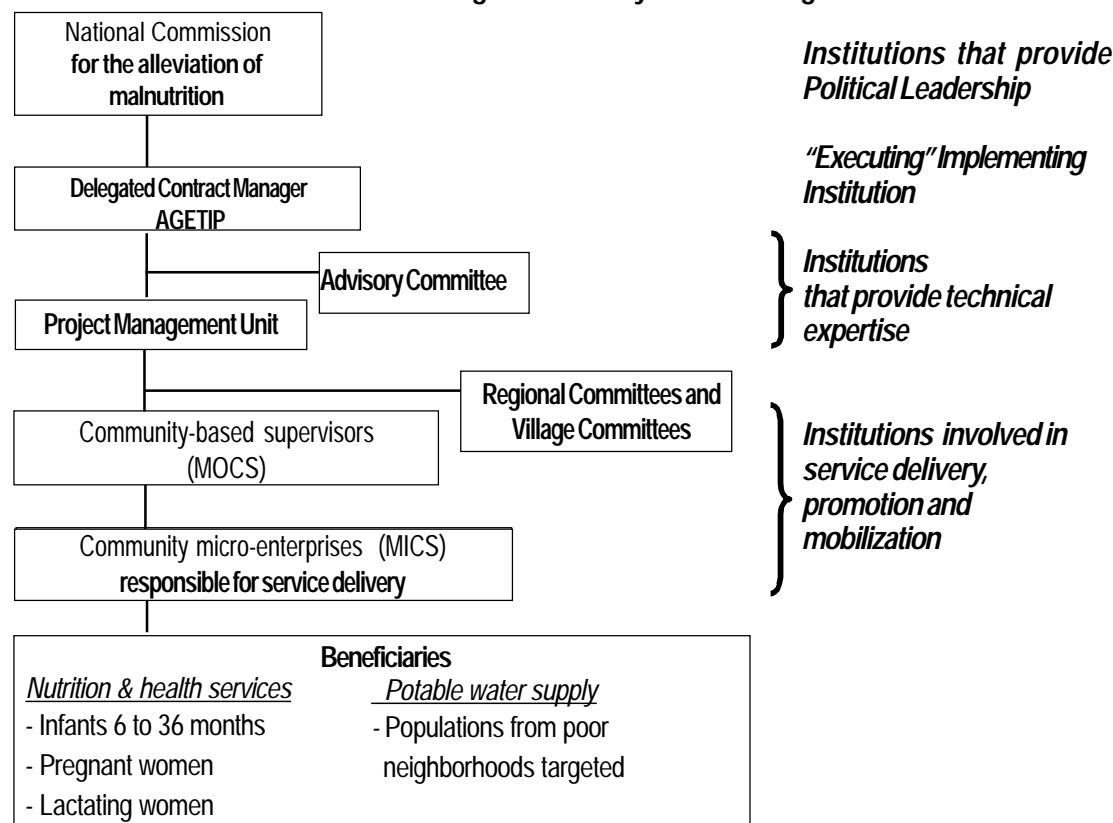 National Commission
for the alleviation of
malnutrition
Institutions that provide
Political Leadership
“Executing” Implementing
Institution
Delegated Contract Manager
AGETIP
Advisory Committee
Institutions
that provide technical
expertise
Project Management Unit
Regional Committees and
Village Committees
Community-based supervisors
(MOCS)
Institutions involved in
service delivery,
promotion and
mobilization
Community micro-enterprises (MICS)
responsible for service delivery
Beneficiaries
Nutrition & health services
- Infants 6 to 36 months
- Pregnant women
- Lactating women
Potable water supply
- Populations from poor
neighborhoods targeted